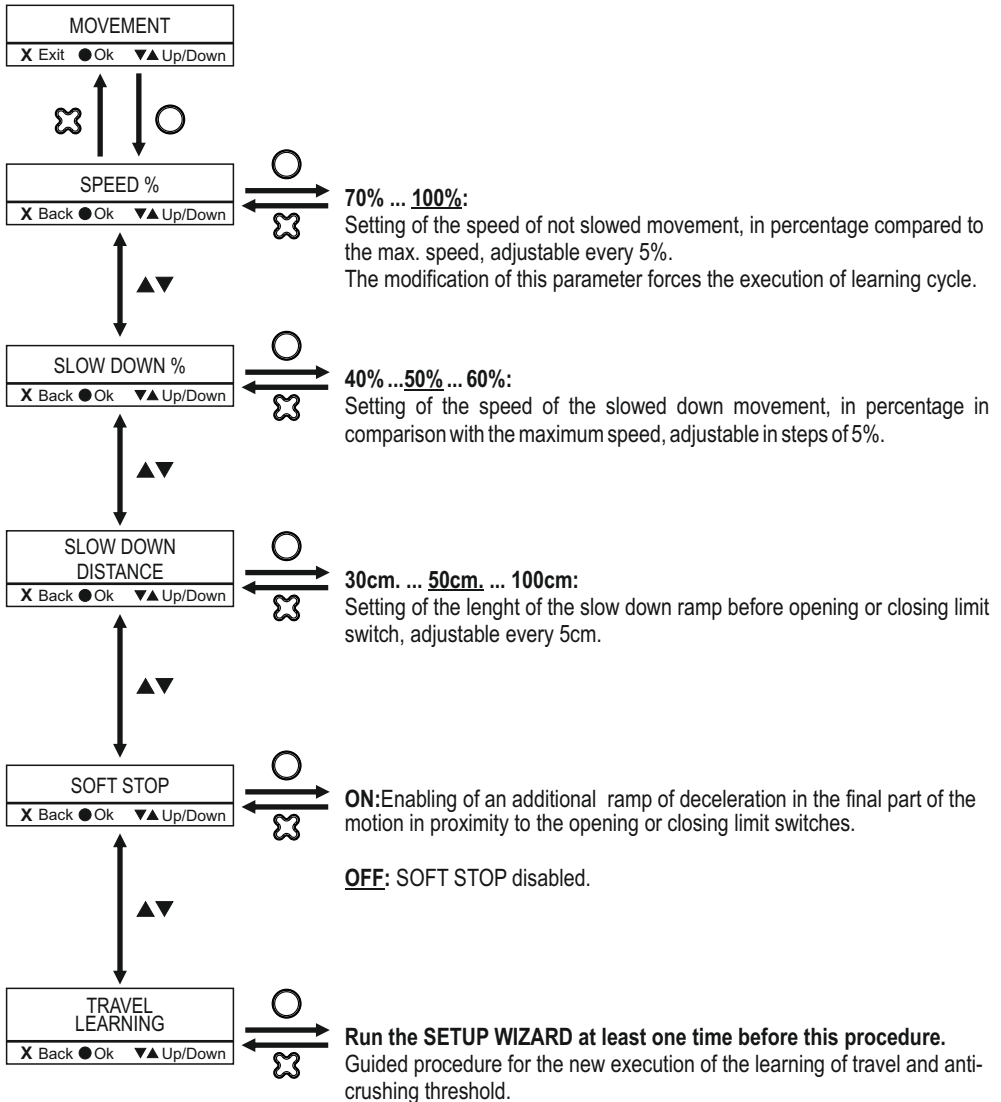 MOVEMENT
X Exit ●Ok ▼▲Up/Down
SPEED %
X Back ●Ok ▼▲Up/Down
70% ... 100%:
Setting of the speed of not slowed movement, in percentage compared to
the max. speed, adjustable every 5%.
The modification of this parameter forces the execution of learning cycle.
▲▼
SLOW DOWN %
X Back ●Ok ▼▲Up/Down
40% ...50% ... 60%:
Setting of the speed of the slowed down movement, in percentage in
comparison with the maximum speed, adjustable in steps of 5%.
▲▼
SLOW DOWN
DISTANCE
X Back ●Ok ▼▲Up/Down
30cm. ... 50cm. ... 100cm:
Setting of the lenght of the slow down ramp before opening or closing limit
switch, adjustable every 5cm.
▲▼
SOFT STOP
X Back ●Ok ▼▲Up/Down
ON:Enabling of an additional ramp of deceleration in the final part of the
motion in proximity to the opening or closing limit switches.
OFF: SOFT STOP disabled.
▲▼
TRAVEL
LEARNING
X Back ●Ok ▼▲Up/Down
Run the SETUP WIZARD at least one time before this procedure.
Guided procedure for the new execution of the learning of travel and anti-
crushing threshold.